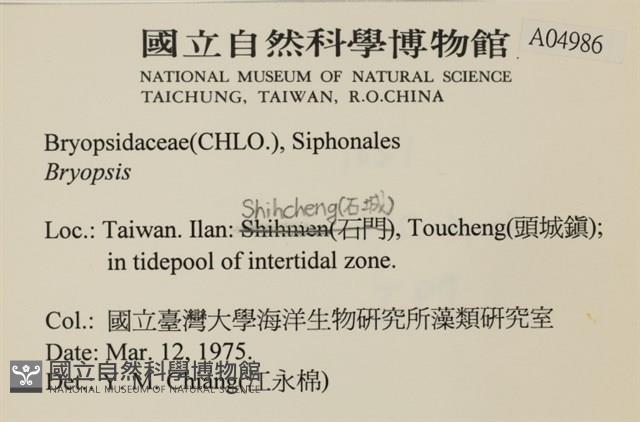 國立自然科學博物館
A04986
NATIONAL MUSEUM OF NATURAL SCIENCE
TAICHUNG, TAIWAN, R.O.CHINA
Bryopsidaceae(CHLO.), Siphonales
Bryopsis
Shihcheng(石城)
Loc.: Taiwan. Ilan: Shihmen(石門), Toucheng(頭城鎮);
in tidepool of intertidal zone.
Col.: 國立臺灣大學海洋生物研究所藻類研究室
Date: Mar. 12, 1975.
國立自然科學博物館
NATIONAL MUSEUM OF NATURAL SCIENCE
Det.: Y. M. Chiang(江永棉)